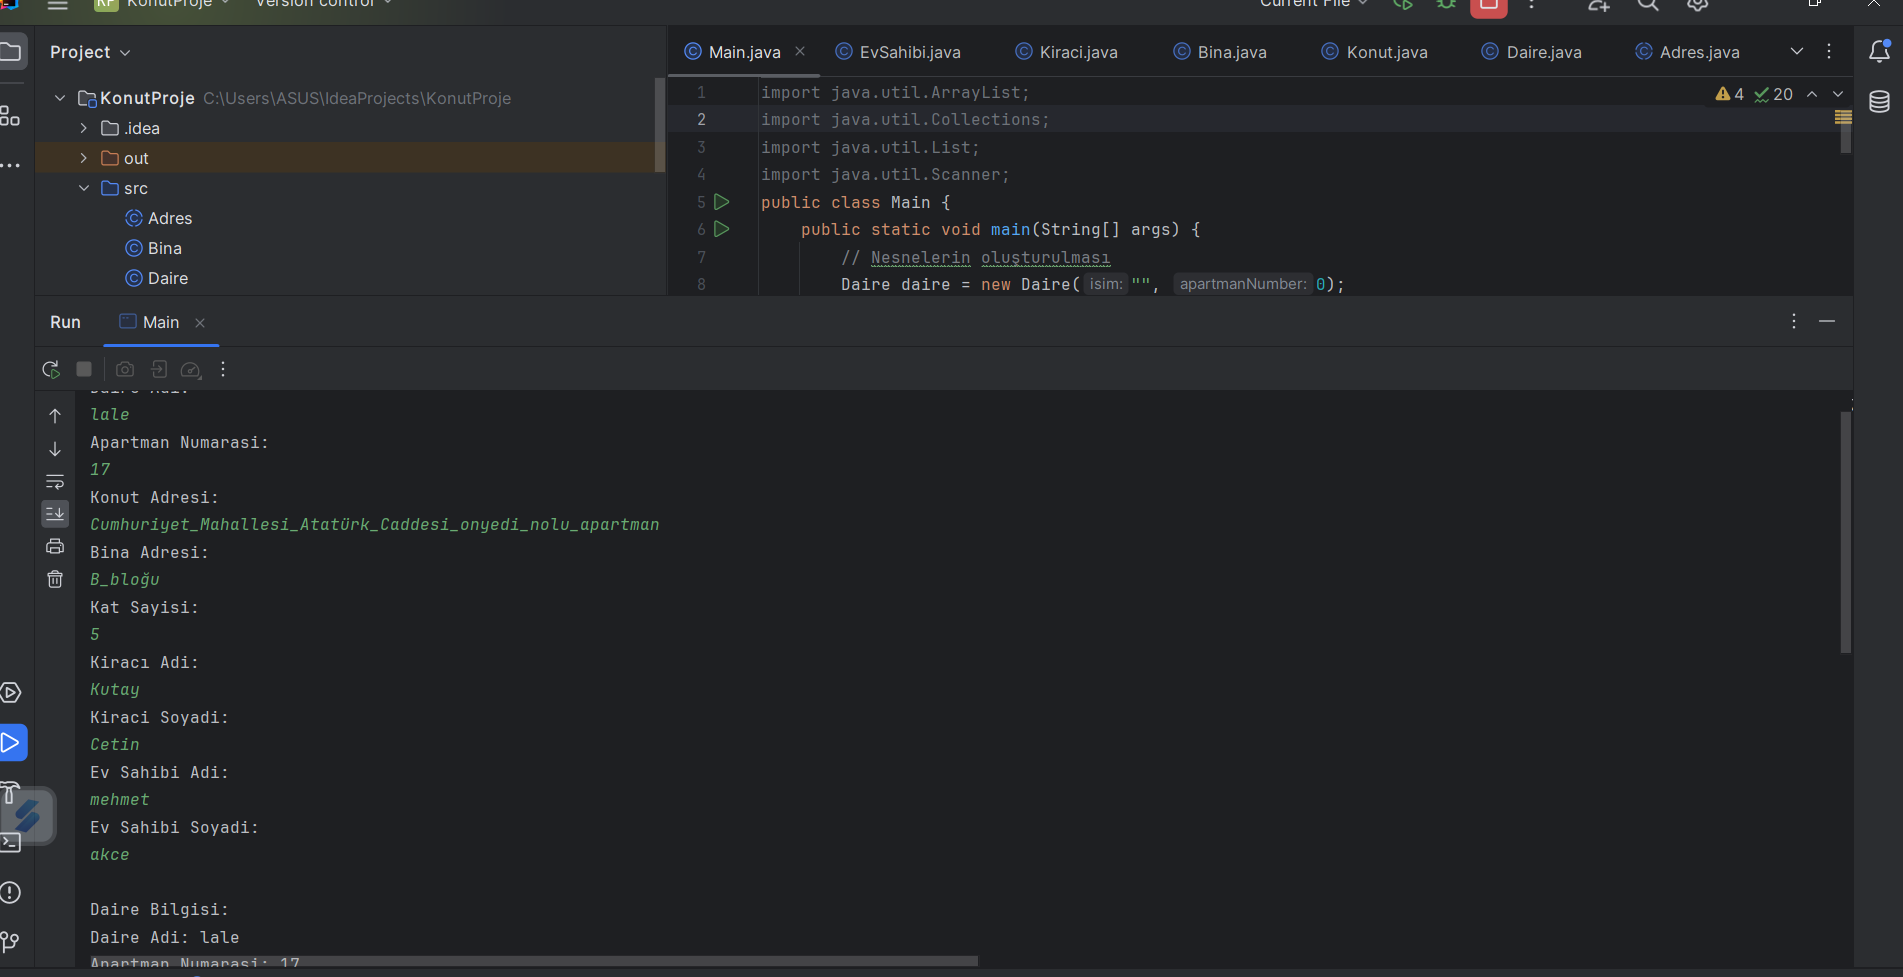 KP KonutProje Version control Current File
Project
Main.java EvSahibi.java Kiraci.java Bina.java Konut.java Daire.java Adres.java
KonutProje C:\Users\ASUS\IdeaProjects\KonutProje
.idea
out
src
Adres
Bina
Daire
4 20
1 import java.util.ArrayList;
2 import java.util.Collections;
3 import java.util.List;
4 import java.util.Scanner;
5 public class Main {
6 public static void main(String[] args) {
7 // Nesnelerin oluşturulması
8 Daire daire = new Daire( isim: "", apartmanNumber: 0);
Run Main
Daire Adi:
lale
Apartman Numarasi:
17
Konut Adresi:
Cumhuriyet_Mahallesi_Atatürk_Caddesi_onyedi_nolu_apartman
Bina Adresi:
B_bloğu
Kat Sayisi:
5
Kiracı Adi:
Kutay
Kiraci Soyadi:
Cetin
Ev Sahibi Adi:
mehmet
Ev Sahibi Soyadi:
akce
Daire Bilgisi:
Daire Adi: lale
Apartman Numarasi: 17